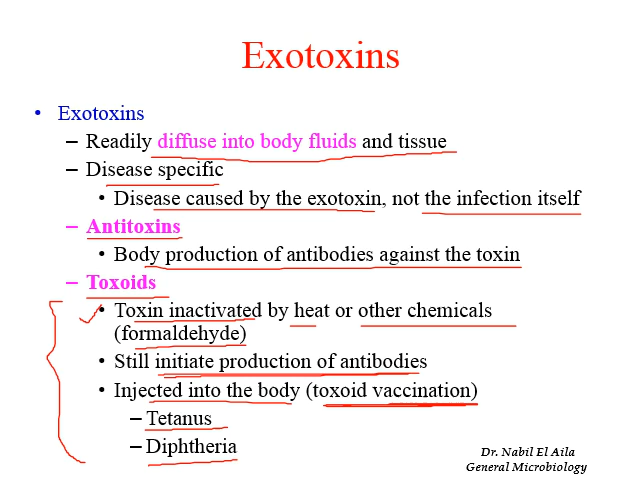 Exotoxins
• Exotoxins
– Readily diffuse into body fluids and tissue
– Disease specific
• Disease caused by the exotoxin, not the infection itself
– Antitoxins
• Body production of antibodies against the toxin
– Toxoids
• Toxin inactivated by heat or other chemicals
(formaldehyde)
• Still initiate production of antibodies
• Injected into the body (toxoid vaccination)
– Tetanus
– Diphtheria
Dr. Nabil El Aila
General Microbiology